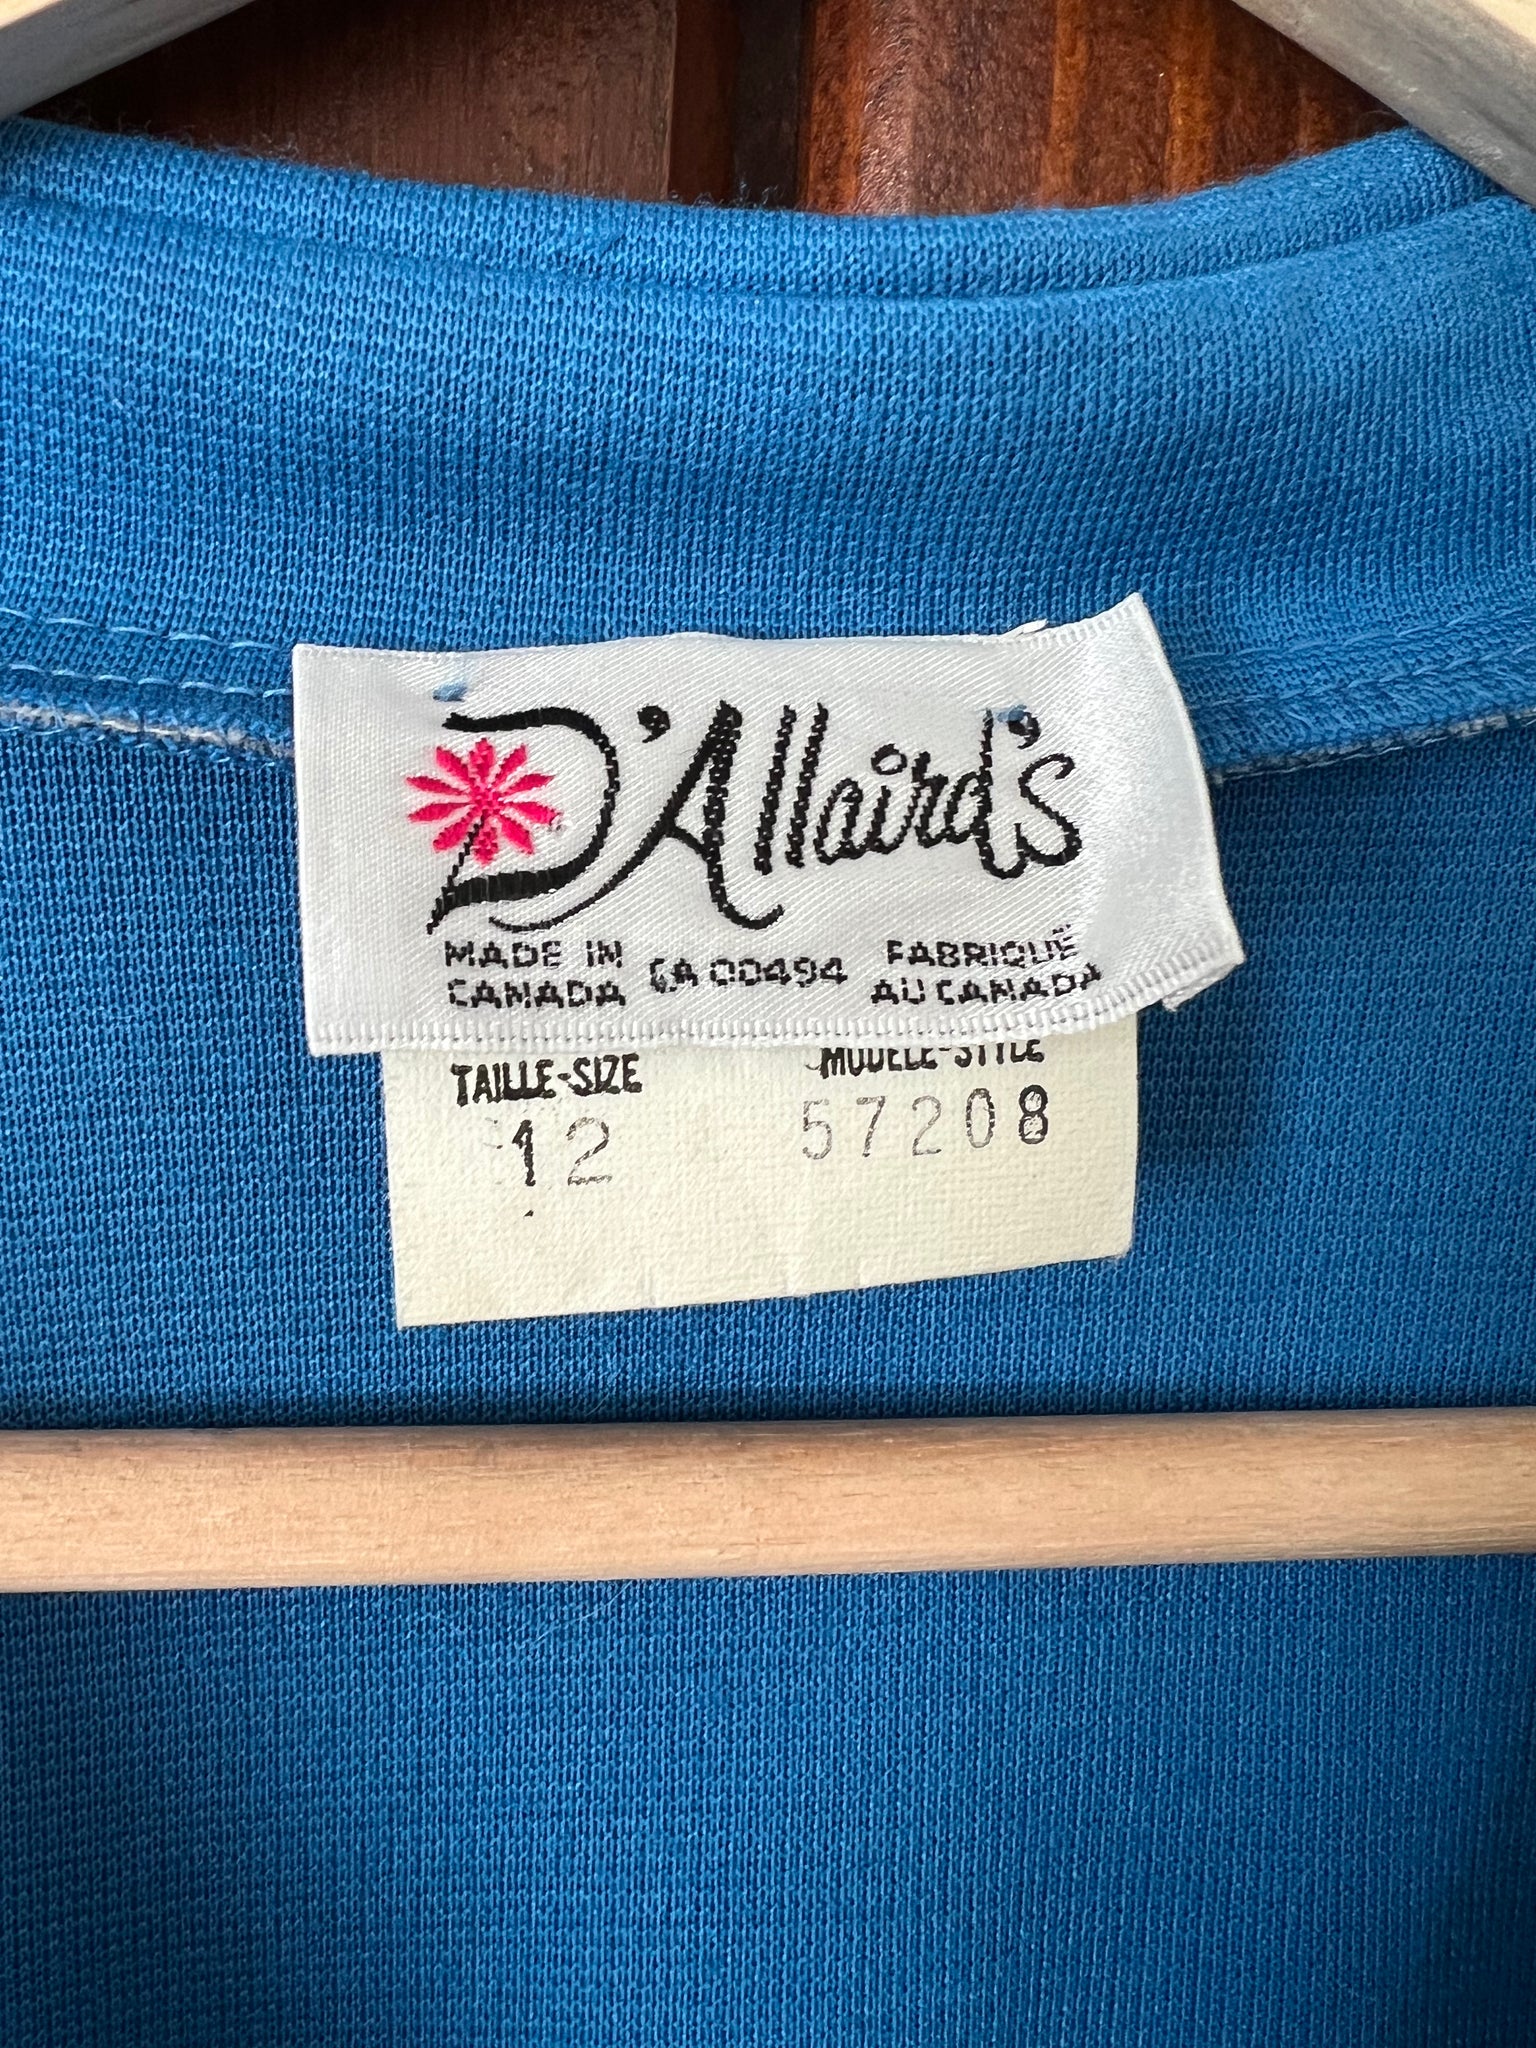 D'Allaird's
MADE IN CANADA
CA 00494
FABRIQUÉ AU CANADA
TAILLE-SIZE
12
MODÈLE-STYLE
57208